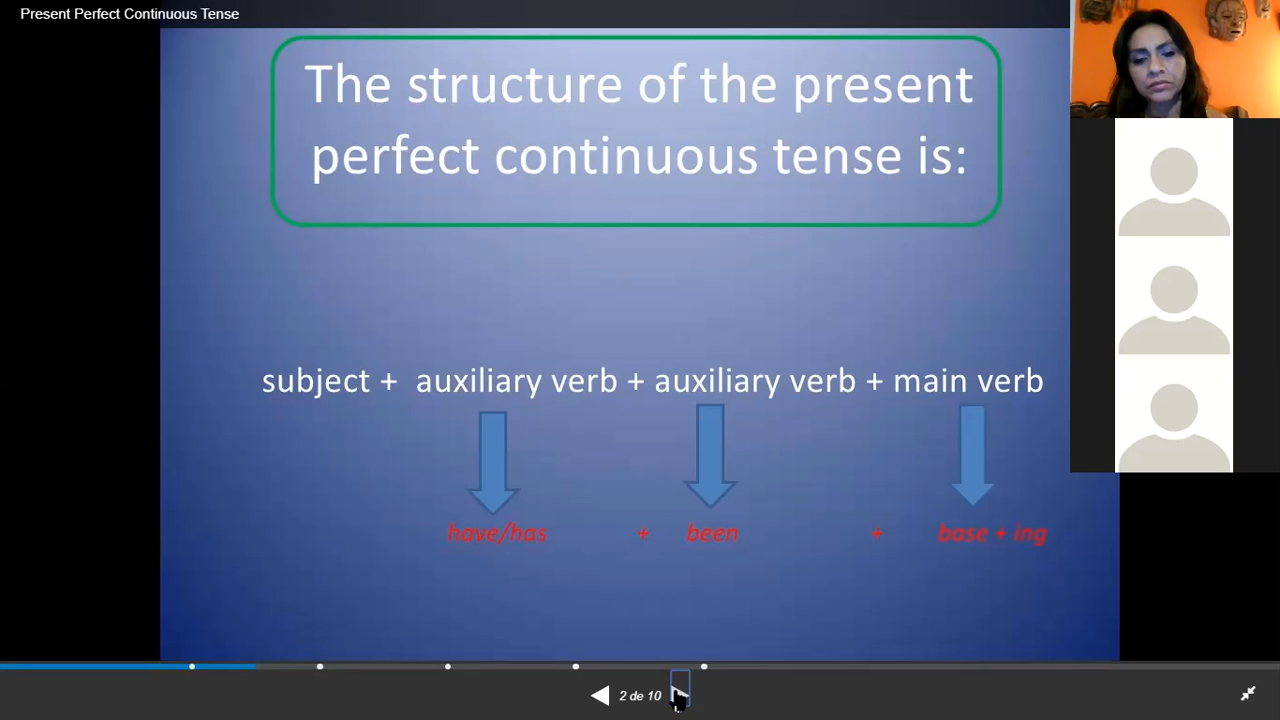 Present Perfect Continuous Tense
The structure of the present
perfect continuous tense is:
subject + auxiliary verb + auxiliary verb + main verb
have/has + been + base + ing
2 de 10